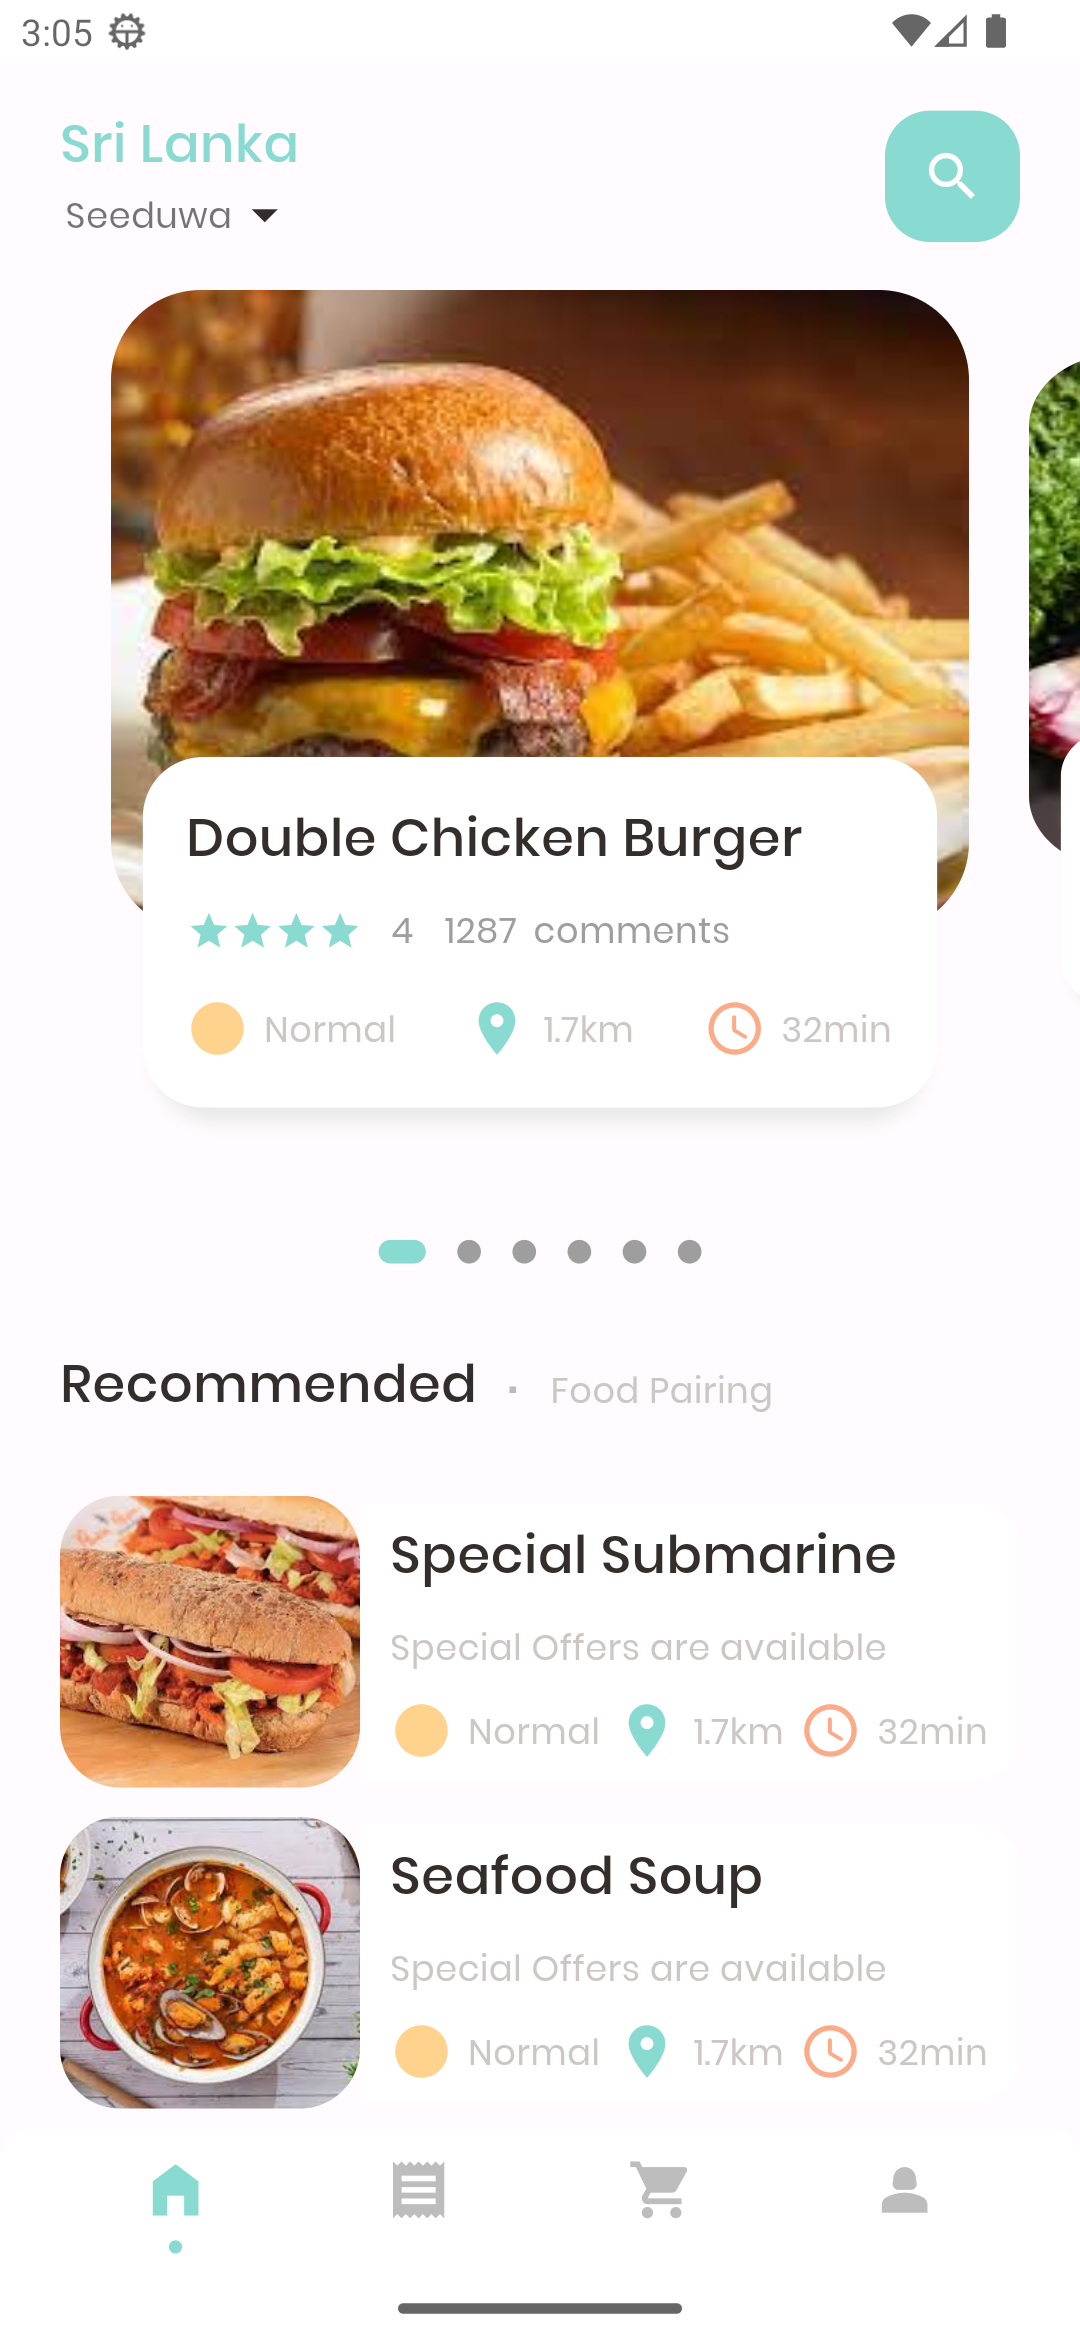 3:05
Sri Lanka
Seeduwa
Double Chicken Burger
4 1287 comments
Normal 1.7km 32min
Recommended · Food Pairing
Special Submarine
Special Offers are available
Normal 1.7km 32min
Seafood Soup
Special Offers are available
Normal 1.7km 32min